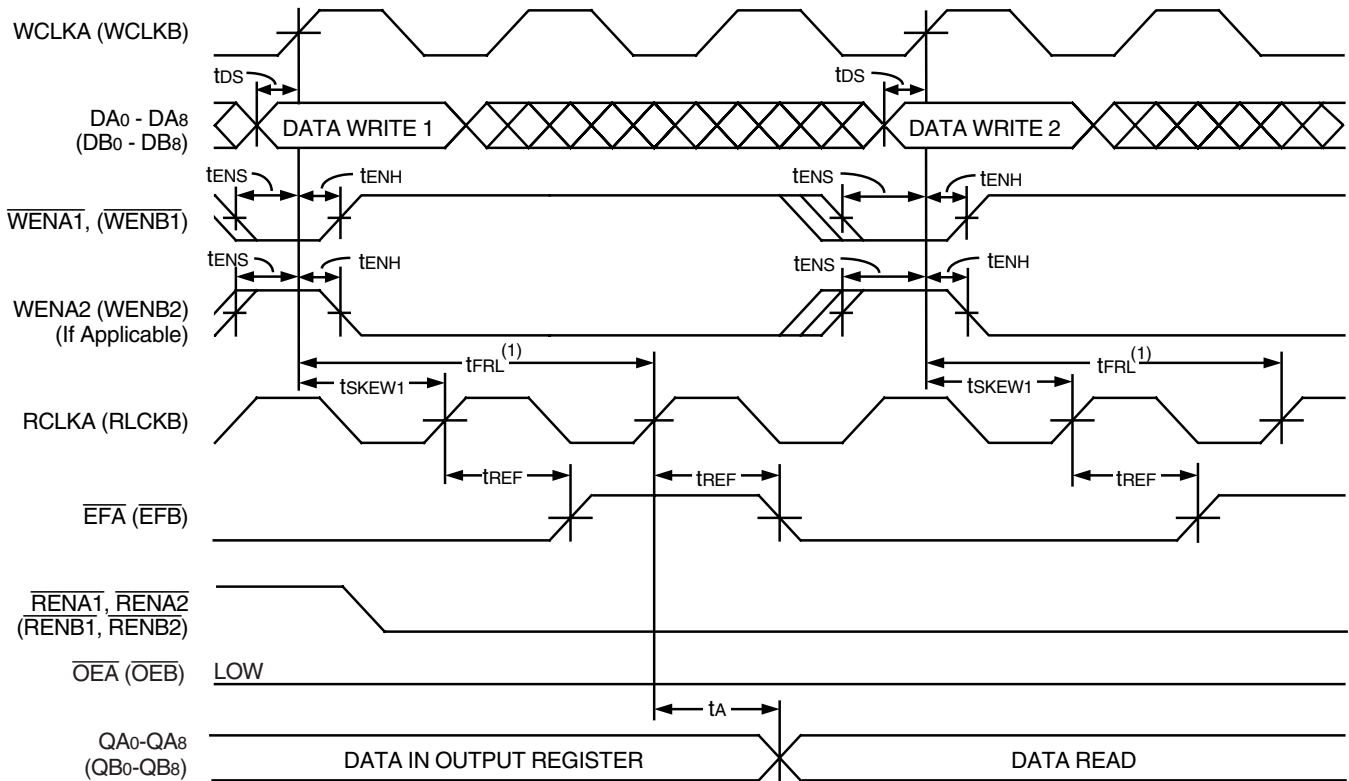 WCLKA (WCLKB)
tDS
tDS
DA0 - DA8
(DB0 - DB8)
DATA WRITE 1
DATA WRITE 2
tENS
tENH
tENS
tENH
WENA1, (WENB1)
tENS
tENH
tENS
tENH
WENA2 (WENB2)
(If Applicable)
tFRL(1)
tFRL(1)
tSKEW1
tSKEW1
RCLKA (RLCKB)
tREF
tREF
tREF
EFA (EFB)
RENA1, RENA2
(RENB1, RENB2)
OEA (OEB)
LOW
tA
QA0-QA8
(QB0-QB8)
DATA IN OUTPUT REGISTER
DATA READ